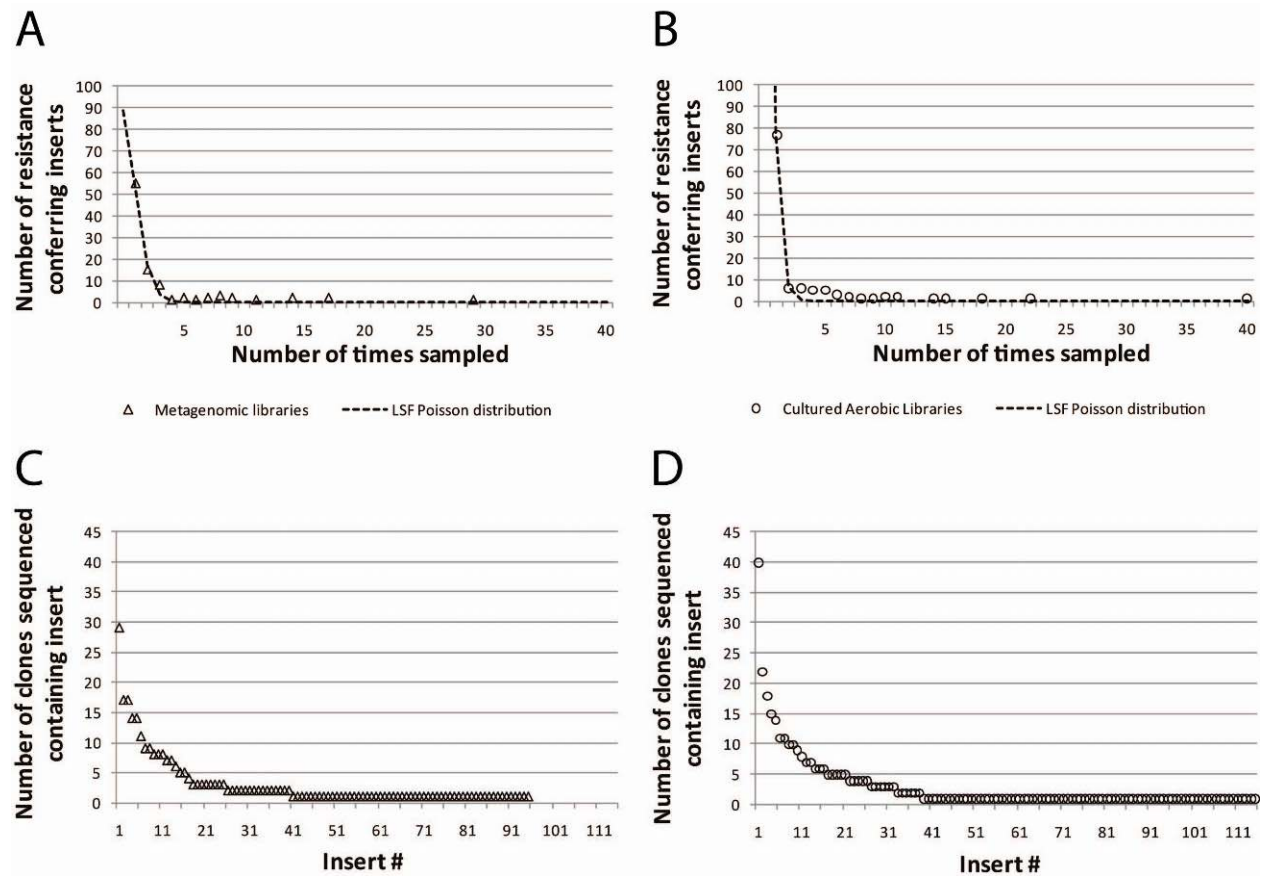 A
Number of resistance
conferring inserts
100
90
80
70
60
50
40
30
20
10
0
5 10 15 20 25 30 35 40
Number of times sampled
Metagenomic libraries LSF Poisson distribution
B
Number of resistance
conferring inserts
100
90
80
70
60
50
40
30
20
10
0
5 10 15 20 25 30 35 40
Number of times sampled
Cultured Aerobic Libraries LSF Poisson distribution
C
Number of clones sequenced
containing insert
45
40
35
30
25
20
15
10
5
0
1 11 21 31 41 51 61 71 81 91 101 111
Insert #
D
Number of clones sequenced
containing insert
45
40
35
30
25
20
15
10
5
0
1 11 21 31 41 51 61 71 81 91 101 111
Insert #